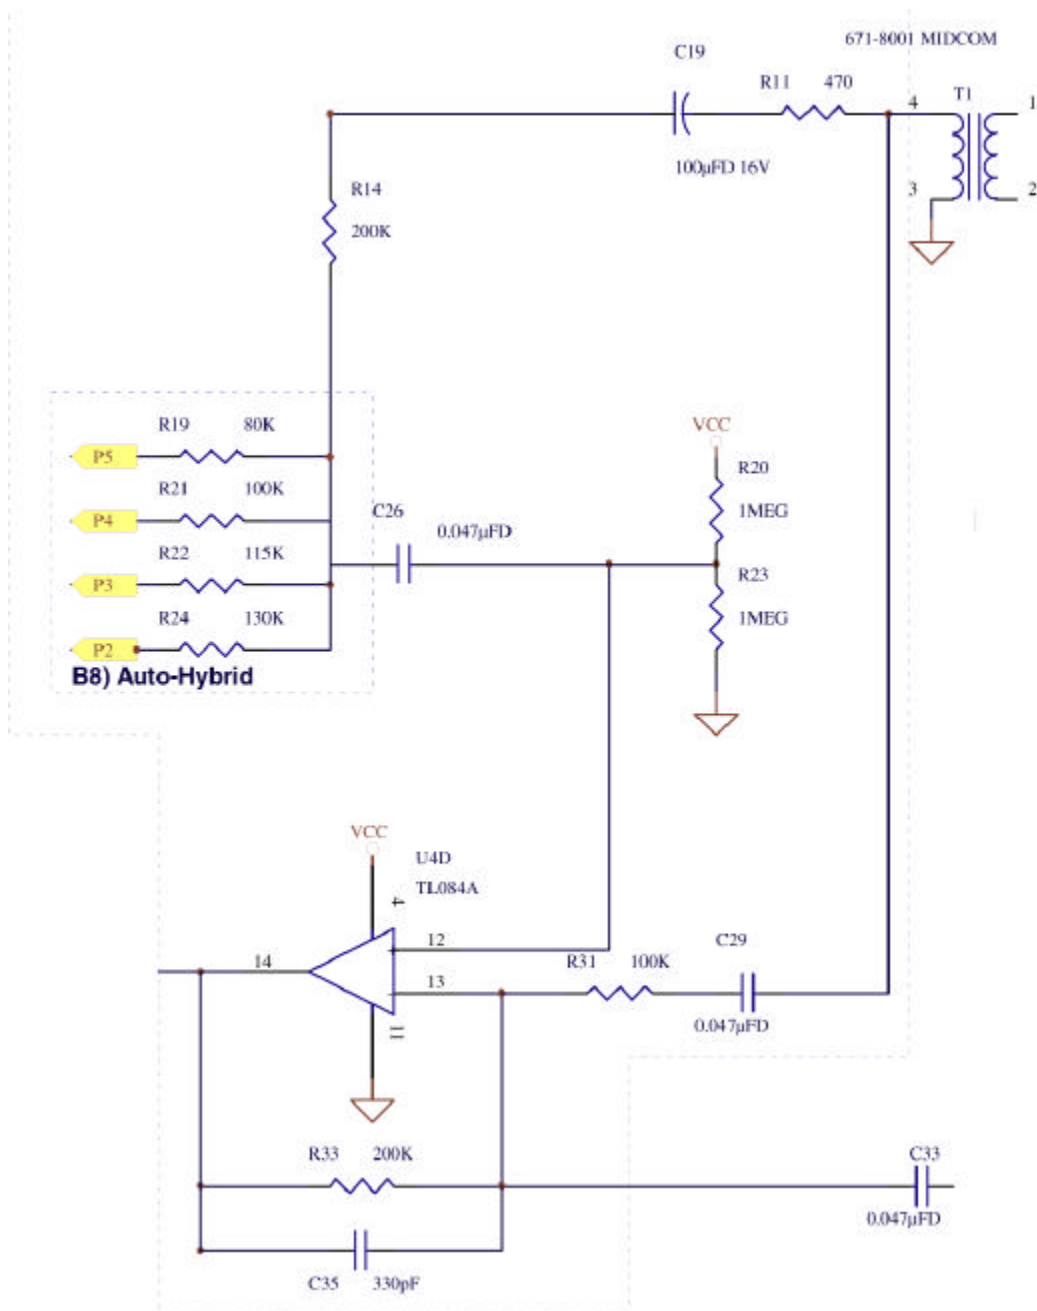 671-8001 MIDCOM
C19
R11 470
4 T1 1
100µFD 16V
3 2
R14
200K
R19 80K
VCC
P5
R20
R21 100K
C26
1MEG
P4
0.047µFD
R22 115K
R23
P3
1MEG
R24 130K
P2
B8) Auto-Hybrid
VCC
U4D
TL084A
4
12
C29
14
R31 100K
13
0.047µFD
11
R33 200K
C33
0.047µFD
C35 330pF